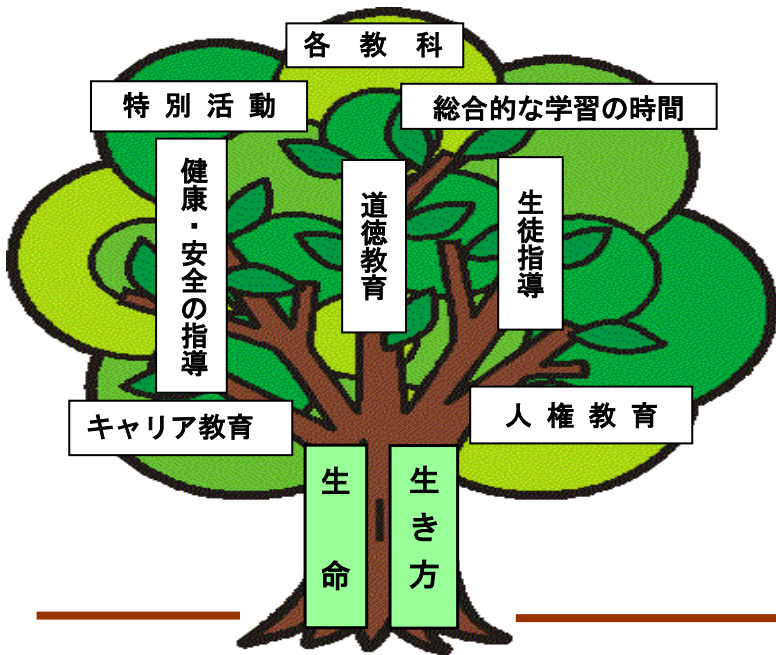 各教科
特別活動
総合的な学習の時間
健康・安全の指導
道徳教育
生徒指導
キャリア教育
人権教育
生命
生き方